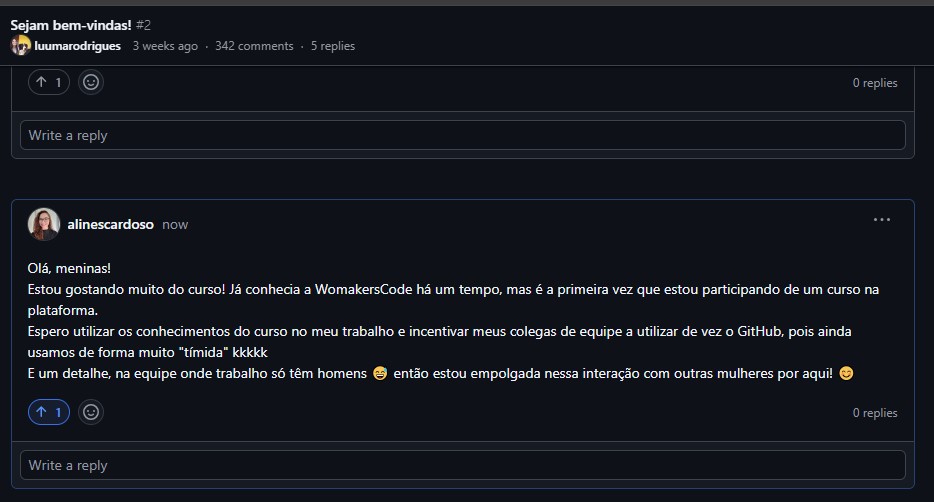 Sejam bem-vindas! #2
luumarodrigues 3 weeks ago · 342 comments · 5 replies
↑ 1 0 replies
Write a reply
alinescardoso now
Olá, meninas!
Estou gostando muito do curso! Já conhecia a WomakersCode há um tempo, mas é a primeira vez que estou participando de um curso na
plataforma.
Espero utilizar os conhecimentos do curso no meu trabalho e incentivar meus colegas de equipe a utilizar de vez o GitHub, pois ainda
usamos de forma muito "tímida" kkkkk
E um detalhe, na equipe onde trabalho só têm homens 😅 então estou empolgada nessa interação com outras mulheres por aqui! 😊
↑ 1 0 replies
Write a reply